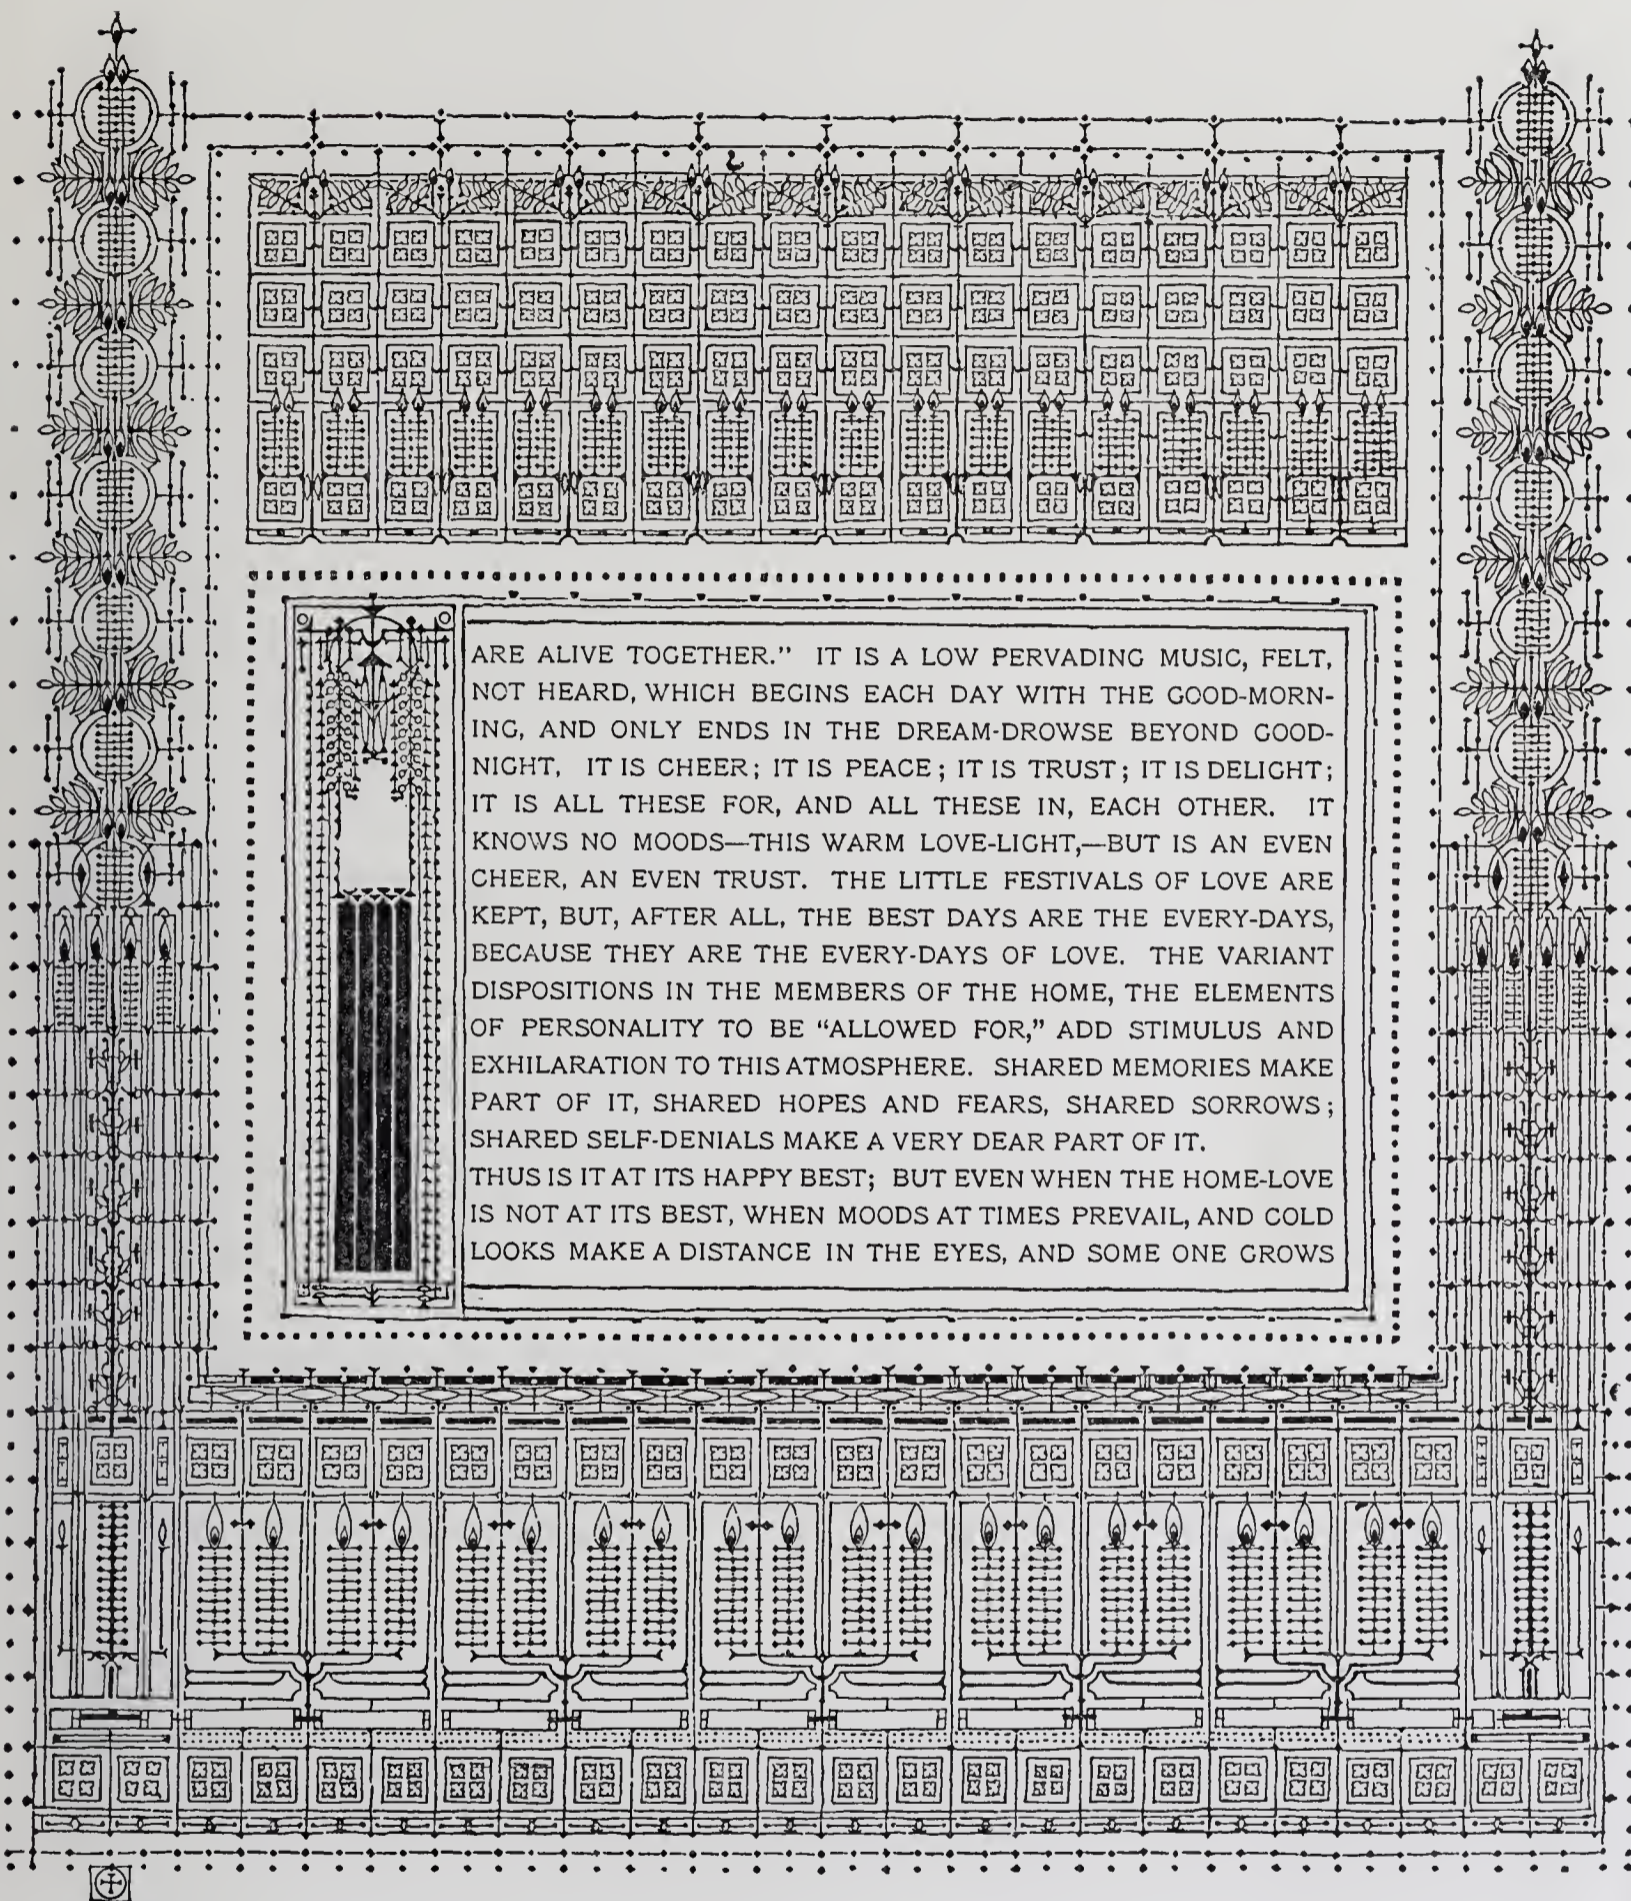 ARE ALIVE TOGETHER." IT IS A LOW PERVADING MUSIC, FELT,
NOT HEARD, WHICH BEGINS EACH DAY WITH THE GOOD-MORN-
ING, AND ONLY ENDS IN THE DREAM-DROWSE BEYOND GOOD-
NIGHT. IT IS CHEER; IT IS PEACE; IT IS TRUST; IT IS DELIGHT;
IT IS ALL THESE FOR, AND ALL THESE IN, EACH OTHER. IT
KNOWS NO MOODS—THIS WARM LOVE-LIGHT,—BUT IS AN EVEN
CHEER, AN EVEN TRUST. THE LITTLE FESTIVALS OF LOVE ARE
KEPT, BUT, AFTER ALL, THE BEST DAYS ARE THE EVERY-DAYS,
BECAUSE THEY ARE THE EVERY-DAYS OF LOVE. THE VARIANT
DISPOSITIONS IN THE MEMBERS OF THE HOME, THE ELEMENTS
OF PERSONALITY TO BE "ALLOWED FOR," ADD STIMULUS AND
EXHILARATION TO THIS ATMOSPHERE. SHARED MEMORIES MAKE
PART OF IT, SHARED HOPES AND FEARS, SHARED SORROWS;
SHARED SELF-DENIALS MAKE A VERY DEAR PART OF IT.
THUS IS IT AT ITS HAPPY BEST; BUT EVEN WHEN THE HOME-LOVE
IS NOT AT ITS BEST, WHEN MOODS AT TIMES PREVAIL, AND COLD
LOOKS MAKE A DISTANCE IN THE EYES, AND SOME ONE GROWS